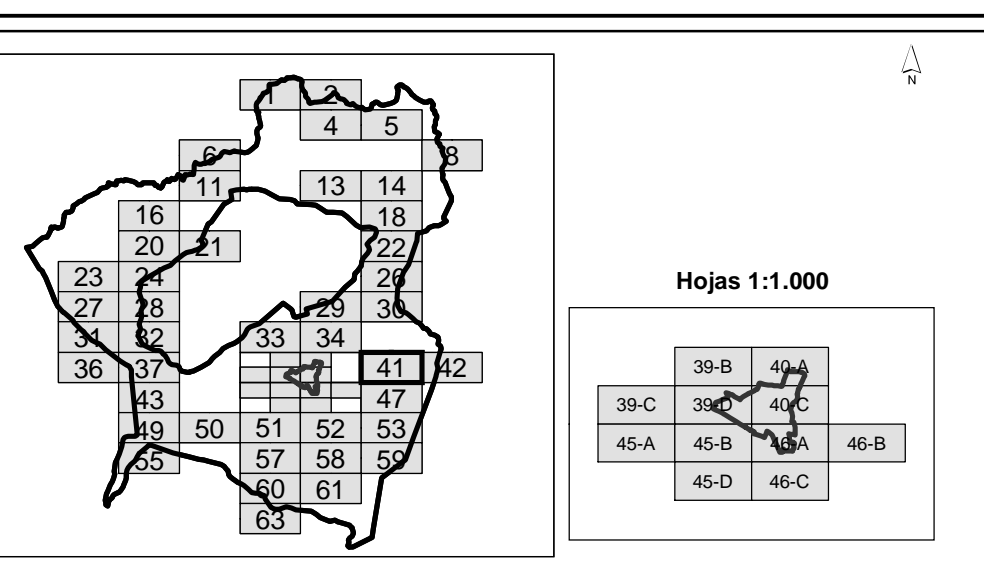 N
1 2
4 5
6 8
11 13 14
16 18
20 21 22
23 24 26
27 28 29 30
31 32 33 34
36 37 41 42
43 47
49 50 51 52 53
55 57 58 59
60 61
63
Hojas 1:1.000
39-B 40-A
39-C 39-D 40-C
45-A 45-B 46-A 46-B
45-D 46-C